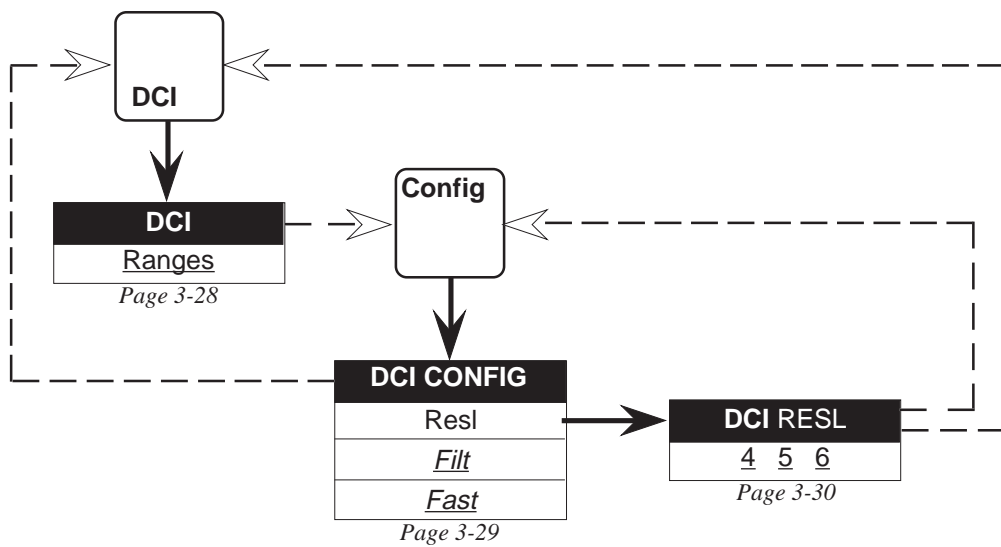 DCI
Config
DCI
Ranges
Page 3-28
DCI CONFIG
Resl
Filt
Fast
Page 3-29
DCI RESL
4 5 6
Page 3-30